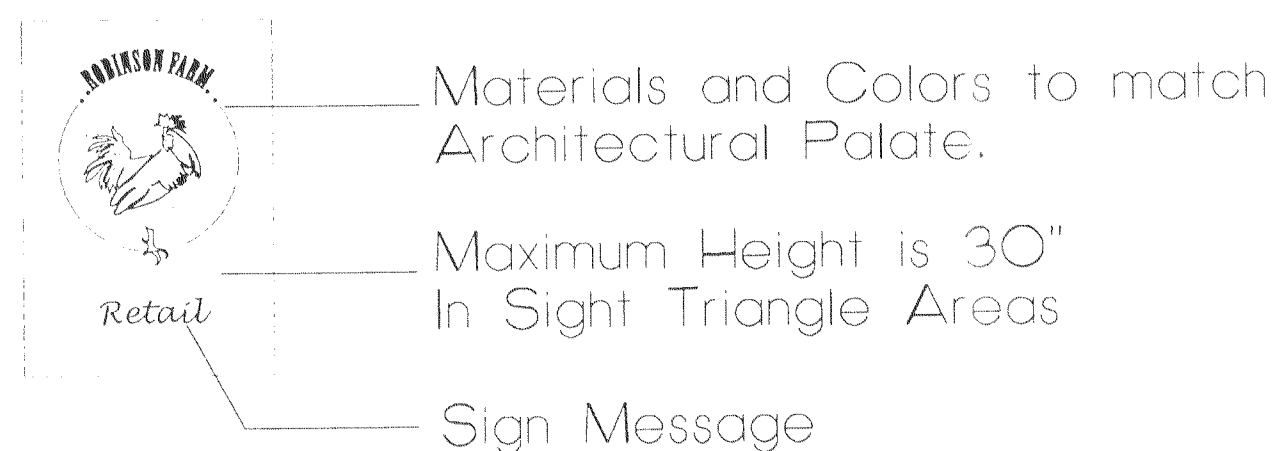 ROBINSON FARM
Retail
Materials and Colors to match
Architectural Palate.
Maximum Height is 30"
In Sight Triangle Areas
Sign Message